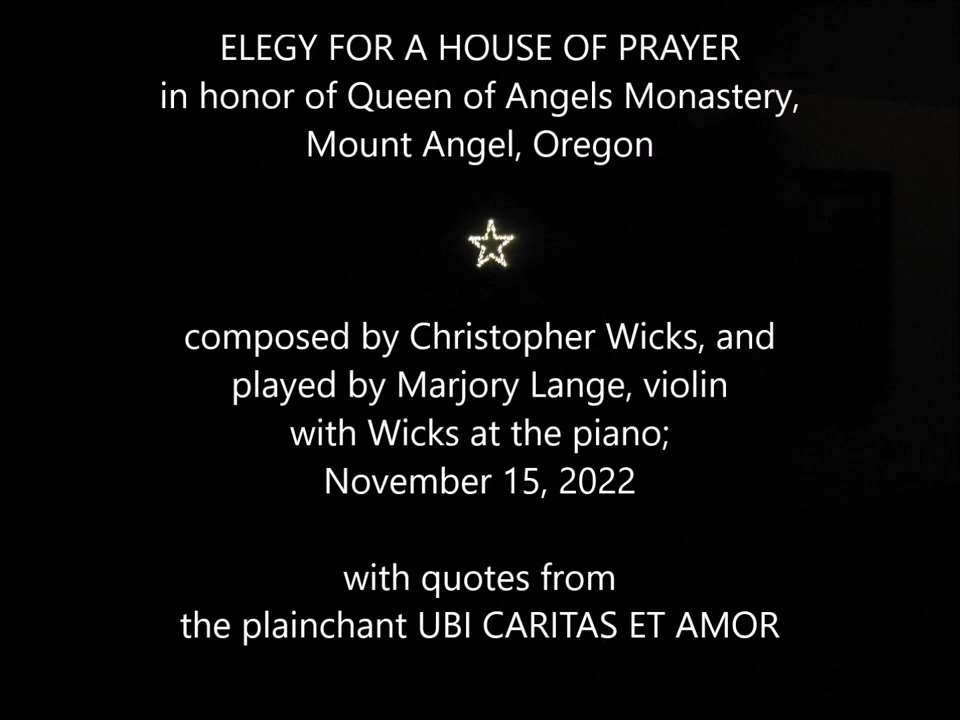 ELEGY FOR A HOUSE OF PRAYER
in honor of Queen of Angels Monastery,
Mount Angel, Oregon
composed by Christopher Wicks, and
played by Marjory Lange, violin
with Wicks at the piano;
November 15, 2022
with quotes from
the plainchant UBI CARITAS ET AMOR